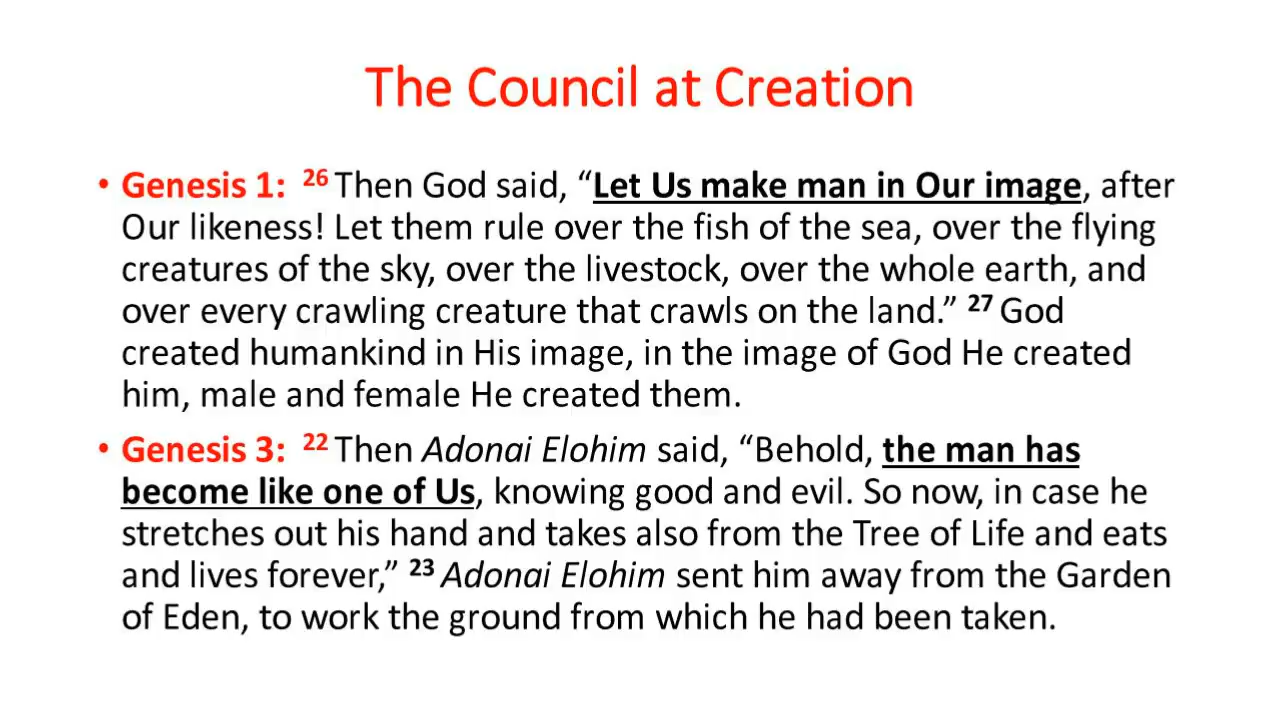 The Council at Creation
• Genesis 1: 26 Then God said, “Let Us make man in Our image, after
Our likeness! Let them rule over the fish of the sea, over the flying
creatures of the sky, over the livestock, over the whole earth, and
over every crawling creature that crawls on the land.” 27 God
created humankind in His image, in the image of God He created
him, male and female He created them.
• Genesis 3: 22 Then Adonai Elohim said, “Behold, the man has
become like one of Us, knowing good and evil. So now, in case he
stretches out his hand and takes also from the Tree of Life and eats
and lives forever,” 23 Adonai Elohim sent him away from the Garden
of Eden, to work the ground from which he had been taken.